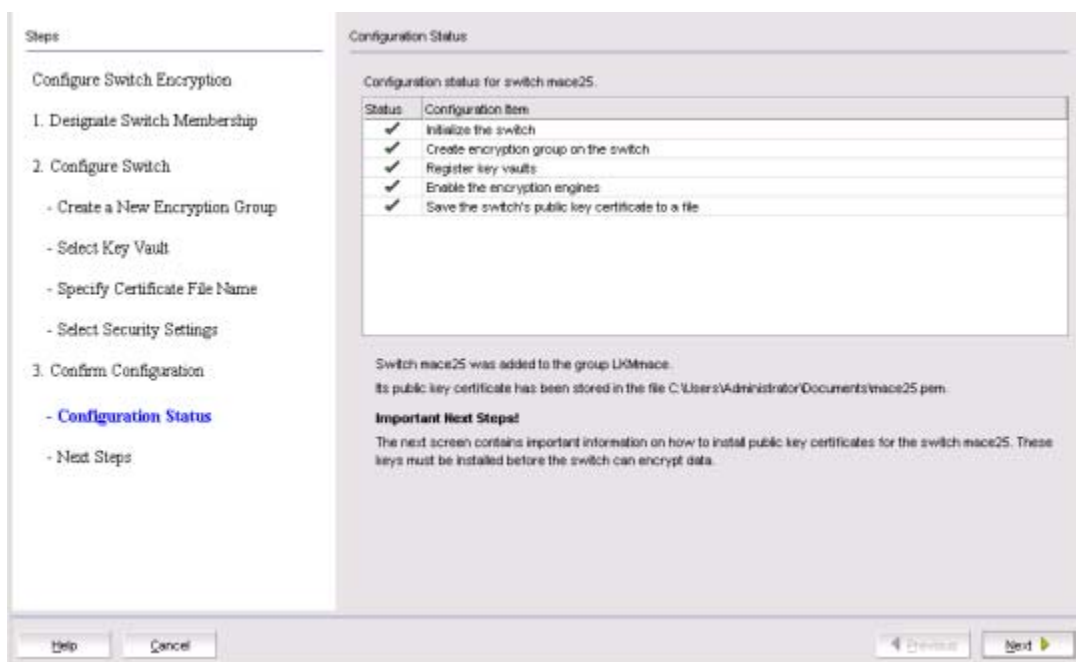 Steps
Configure Switch Encryption
1. Designate Switch Membership
2. Configure Switch
- Create a New Encryption Group
- Select Key Vault
- Specify Certificate File Name
- Select Security Settings
3. Confirm Configuration
- Configuration Status
- Next Steps
Configuration Status
Configuration status for switch mace25.
Status Configuration Item
Initialize the switch
Create encryption group on the switch
Register key vaults
Enable the encryption engines
Save the switch's public key certificate to a file
Switch mace25 was added to the group LKMmace.
Its public key certificate has been stored in the file C:\Users\Administrator\Documents\mace25.pem.
Important Next Steps!
The next screen contains important information on how to install public key certificates for the switch mace25. These
keys must be installed before the switch can encrypt data.
Help Cancel Previous Next